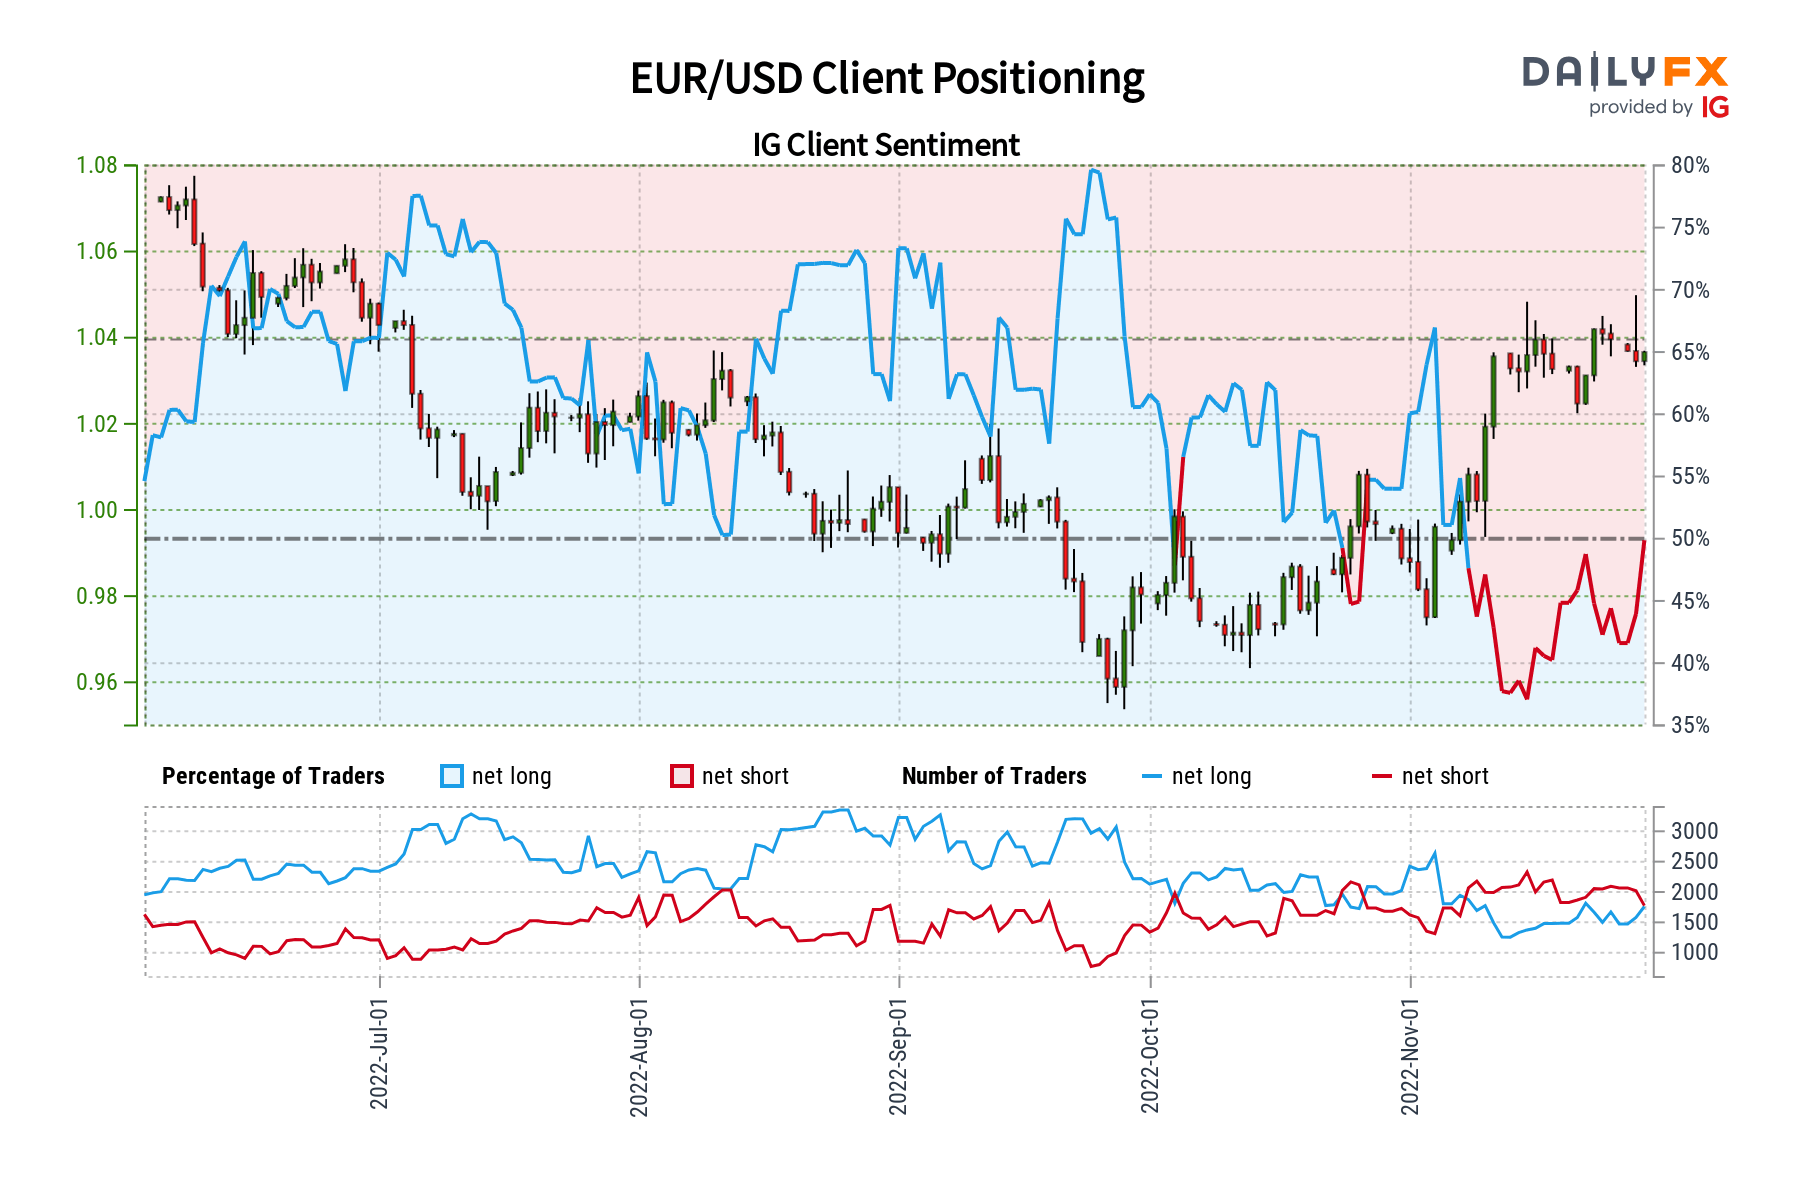 EUR/USD Client Positioning
DAILYFX
provided by IG
IG Client Sentiment
1.08
1.06
1.04
1.02
1.00
0.98
0.96
80%
75%
70%
65%
60%
55%
50%
45%
40%
35%
Percentage of Traders net long net short Number of Traders net long net short
3000
2500
2000
1500
1000
2022-Jul-01
2022-Aug-01
2022-Sep-01
2022-Oct-01
2022-Nov-01